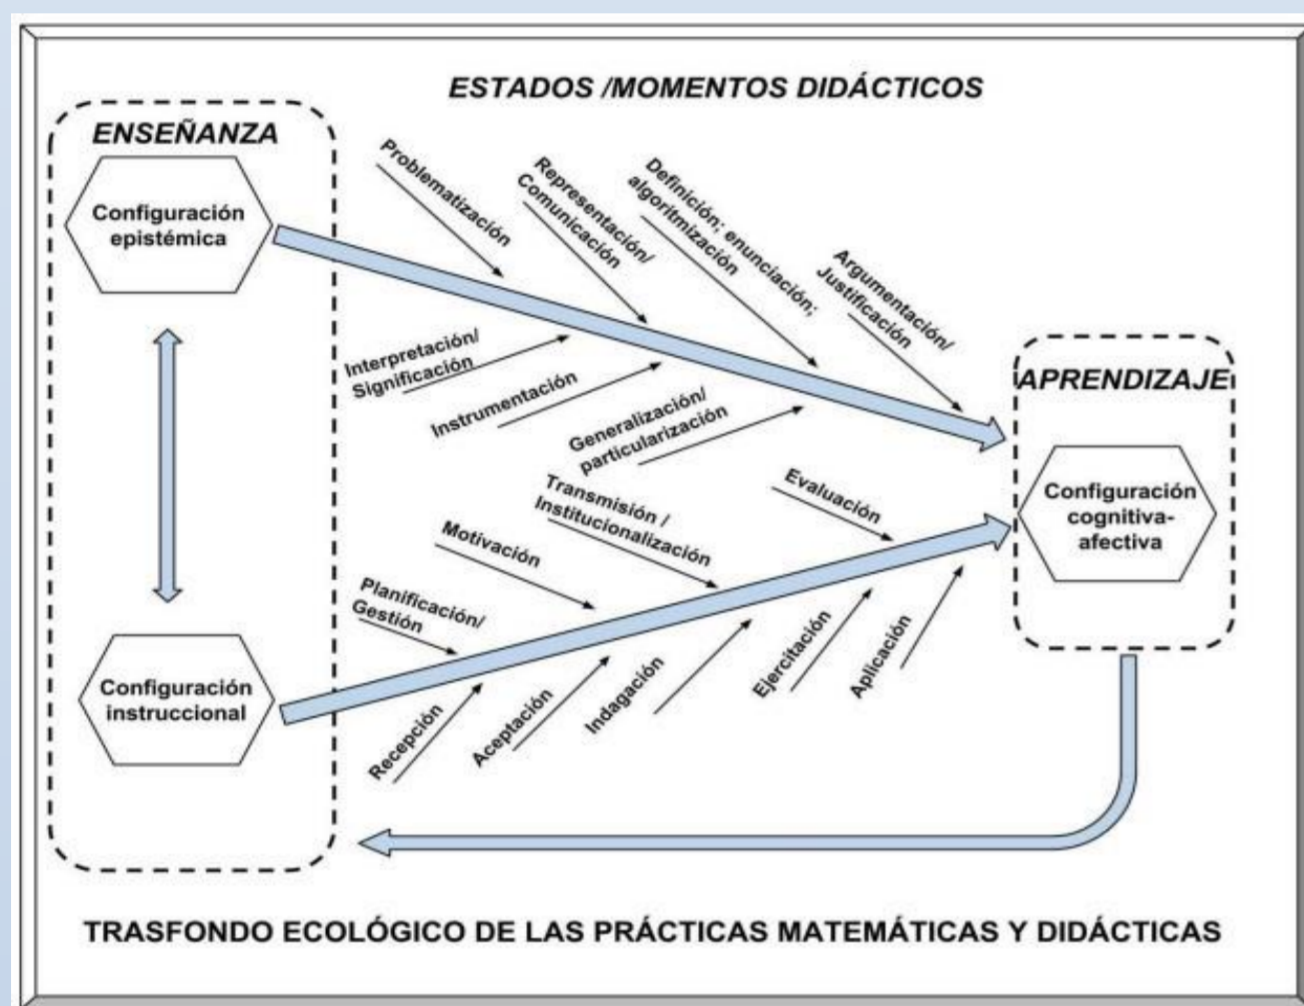 ESTADOS /MOMENTOS DIDÁCTICOS
ENSEÑANZA
Configuración
epistémica
Problematización
Representación/
Comunicación
Definición; enunciación;
algoritmización
Argumentación/
Justificación
Interpretación/
Significación
Instrumentación
Generalización/
particularización
APRENDIZAJE
Configuración
cognitiva-
afectiva
Planificación/
Gestión
Motivación
Transmisión /
Institucionalización
Evaluación
Configuración
instruccional
Recepción
Aceptación
Indagación
Ejercitación
Aplicación
TRASFONDO ECOLÓGICO DE LAS PRÁCTICAS MATEMÁTICAS Y DIDÁCTICAS